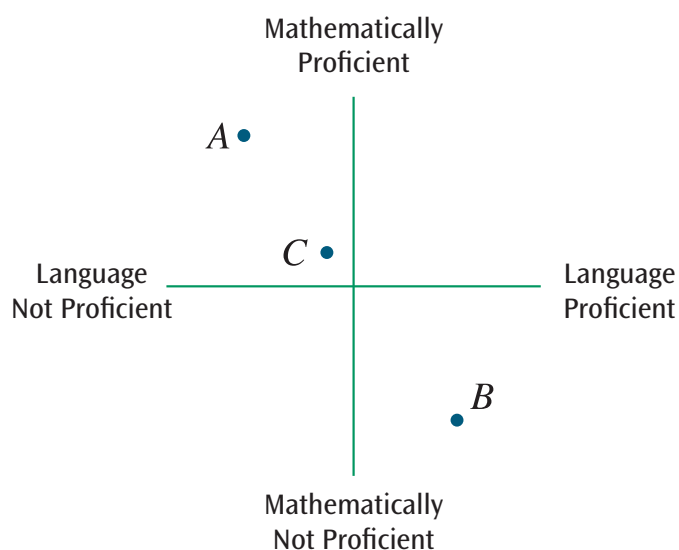 Mathematically
Proficient
A
C
Language
Not Proficient
Language
Proficient
B
Mathematically
Not Proficient